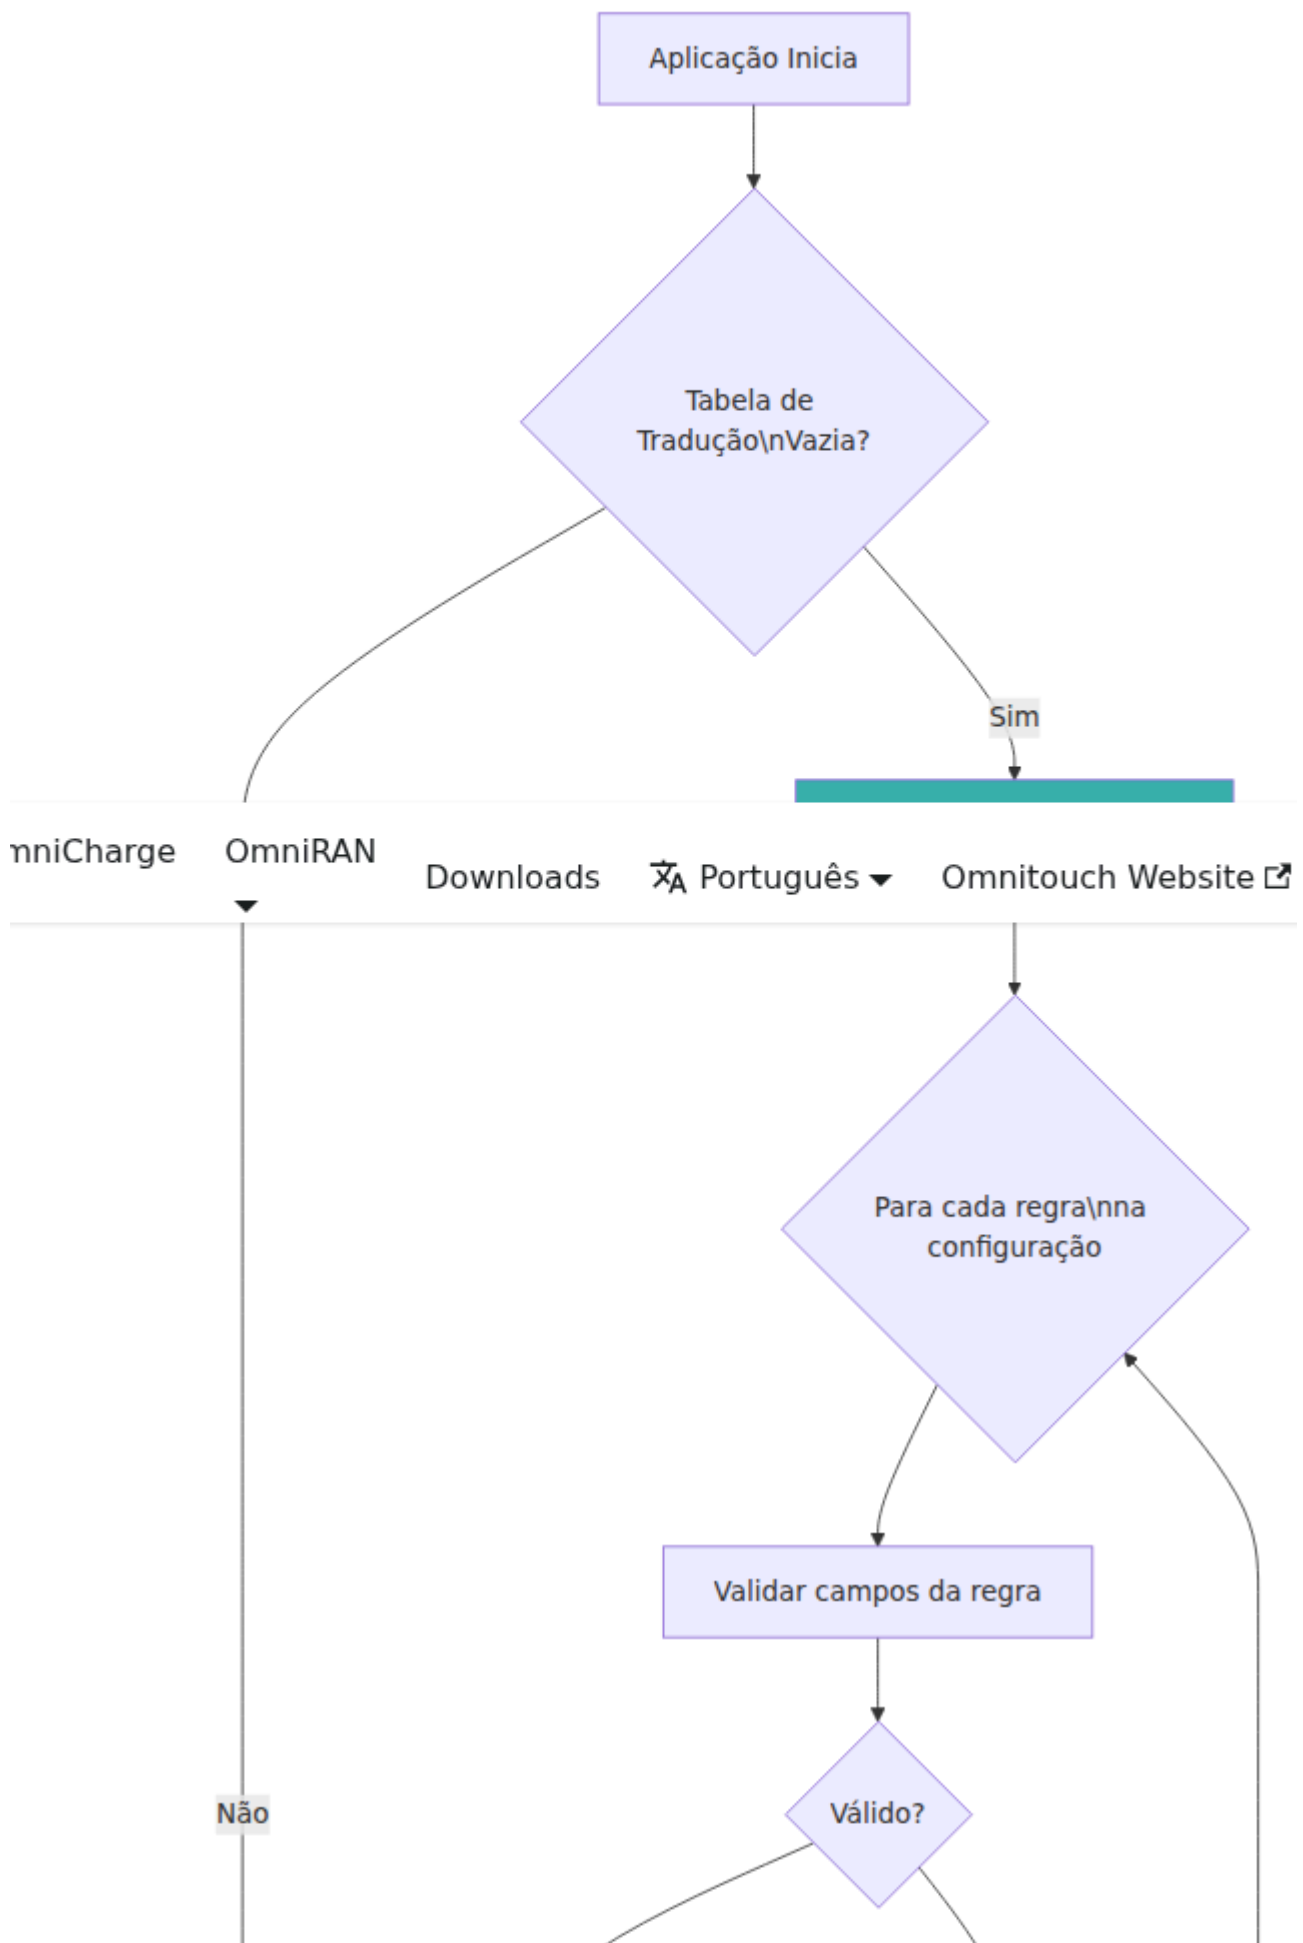 Aplicação Inicia
Tabela de
Tradução\nVazia?
Sim
mniCharge
OmniRAN
Downloads
Português
Omnitouch Website
Para cada regra\nna
configuração
Validar campos da regra
Não
Válido?